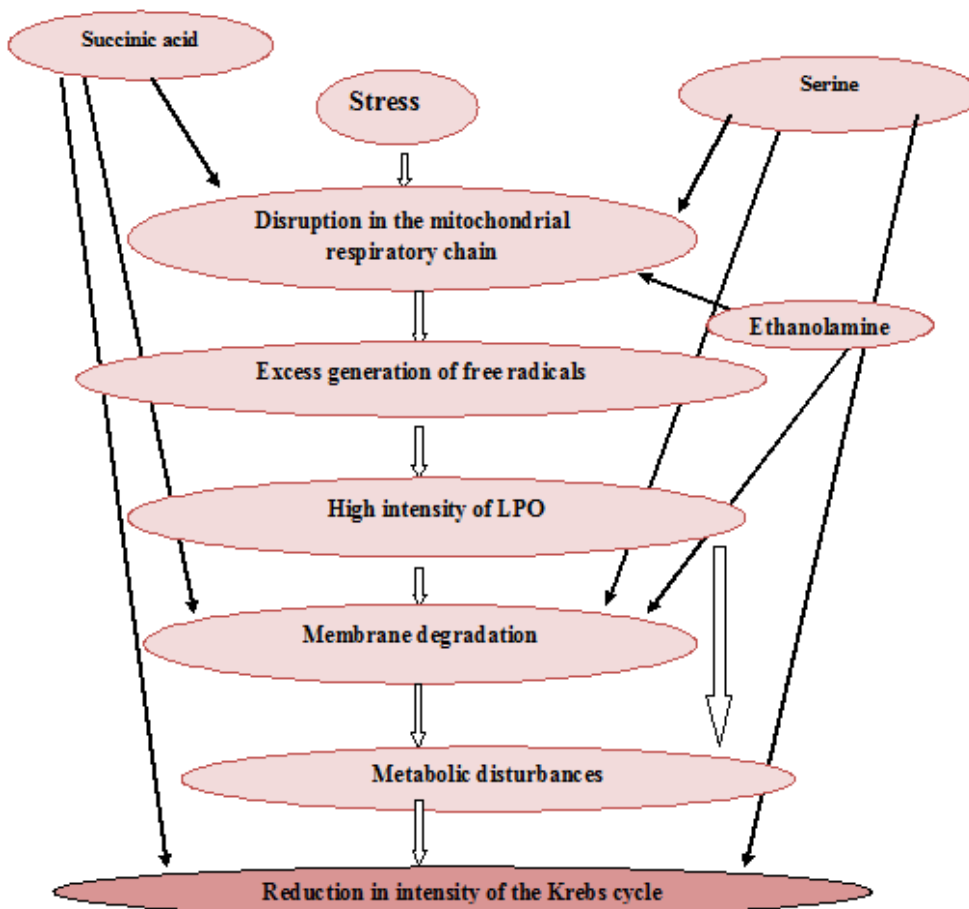 Succinic acid
Stress
Serine
Disruption in the mitochondrial
respiratory chain
Ethanolamine
Excess generation of free radicals
High intensity of LPO
Membrane degradation
Metabolic disturbances
Reduction in intensity of the Krebs cycle